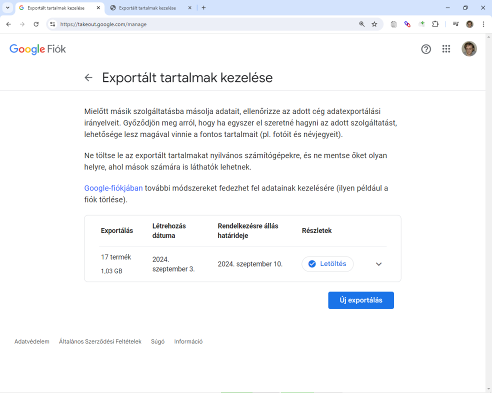 Exportált tartalmak kezelése
Exportált tartalmak kezelése
https://takeout.google.com/manage
Google Fiók
Exportált tartalmak kezelése
Mielőtt másik szolgáltatásba másolja adatait, ellenőrizze az adott cég adatexportálási
irányelveit. Győződjön meg arról, hogy ha egyszer el szeretné hagyni az adott szolgáltatást,
lehetősége lesz magával vinnie a fontos tartalmait (pl. fotóit és névjegyeit).
Ne töltse le az exportált tartalmakat nyilvános számítógépekre, és ne mentse őket olyan
helyre, ahol mások számára is láthatók lehetnek.
Google-fiókjában további módszereket fedezhet fel adatainak kezelésére (ilyen például a
fiók törlése).
Exportálás
Létrehozás
dátuma
Rendelkezésre állás
határideje
Részletek
17 termék
1,03 GB
2024.
szeptember 3.
2024. szeptember 10.
Letöltés
Új exportálás
Adatvédelem
Általános Szerződési Feltételek
Súgó
Információ